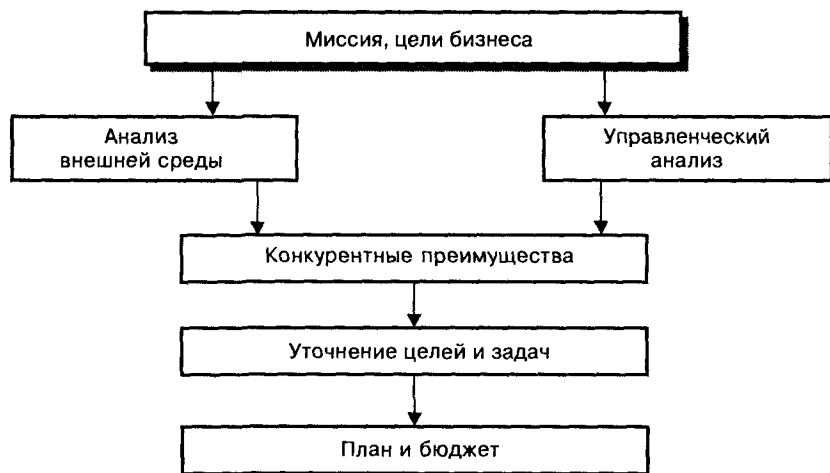 Миссия, цели бизнеса
Анализ
внешней среды
Управленческий
анализ
Конкурентные преимущества
Уточнение целей и задач
План и бюджет